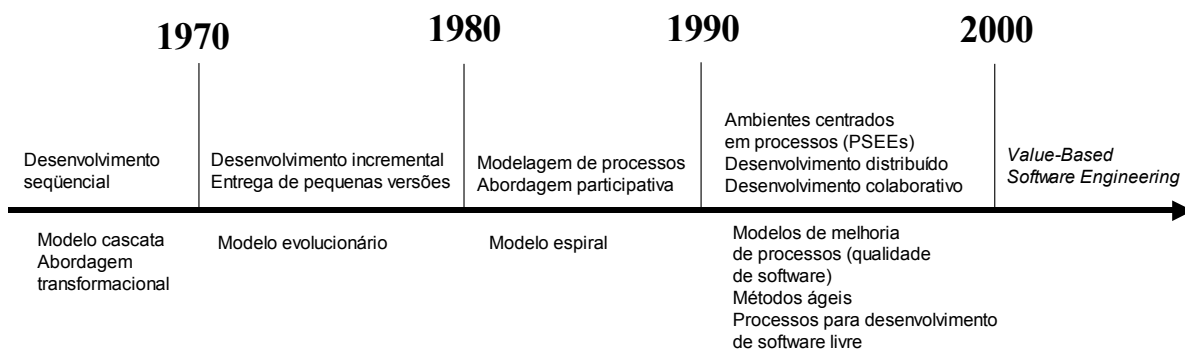 1970
1980
1990
2000
Desenvolvimento
seqüencial
Desenvolvimento incremental
Entrega de pequenas versões
Modelagem de processos
Abordagem participativa
Ambientes centrados
em processos (PSEEs)
Desenvolvimento distribuído
Desenvolvimento colaborativo
Value-Based
Software Engineering
Modelo cascata
Abordagem
transformacional
Modelo evolucionário
Modelo espiral
Modelos de melhoria
de processos (qualidade
de software)
Métodos ágeis
Processos para desenvolvimento
de software livre